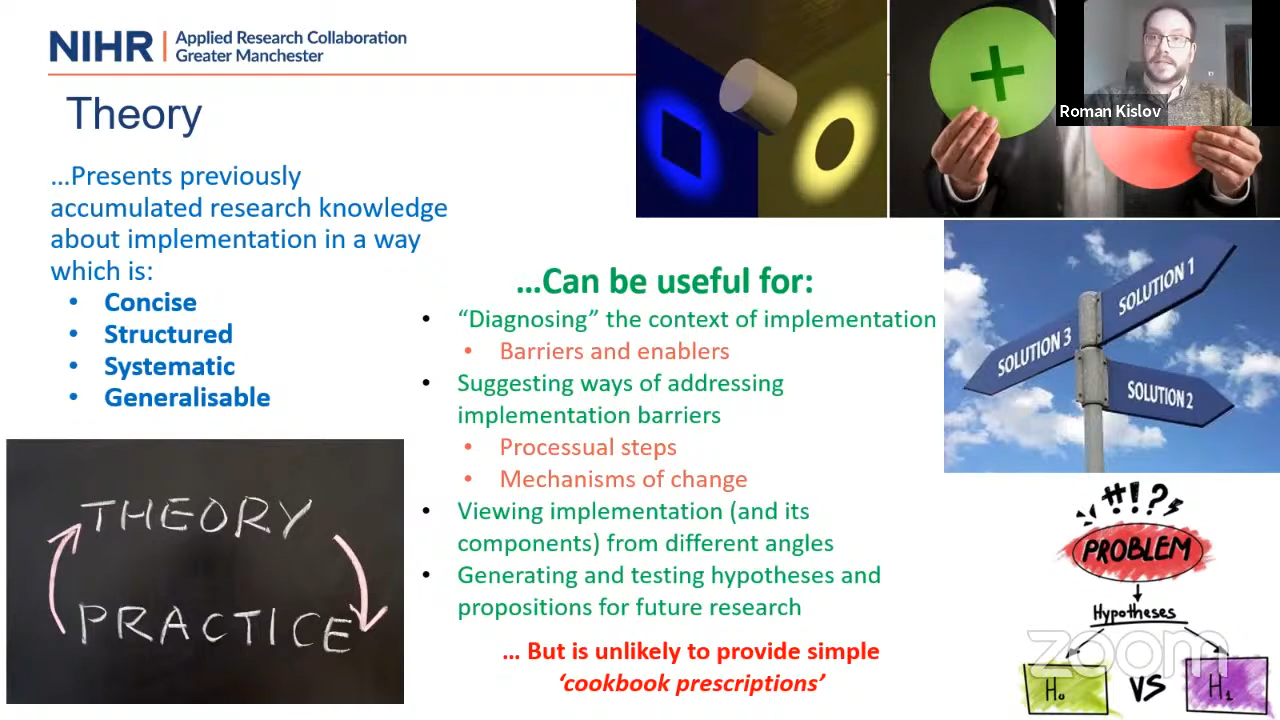 NIHR | Applied Research Collaboration
Greater Manchester
Roman Kislov
Theory
...Presents previously
accumulated research knowledge
about implementation in a way
which is:
• Concise
• Structured
• Systematic
• Generalisable
...Can be useful for:
• “Diagnosing” the context of implementation
• Barriers and enablers
• Suggesting ways of addressing
implementation barriers
• Processual steps
• Mechanisms of change
• Viewing implementation (and its
components) from different angles
• Generating and testing hypotheses and
propositions for future research
... But is unlikely to provide simple
‘cookbook prescriptions’
SOLUTION 1
SOLUTION 3
SOLUTION 2
THEORY
PRACTICE
#!?
PROBLEM
Hypotheses
zoom
H₀ VS H₁